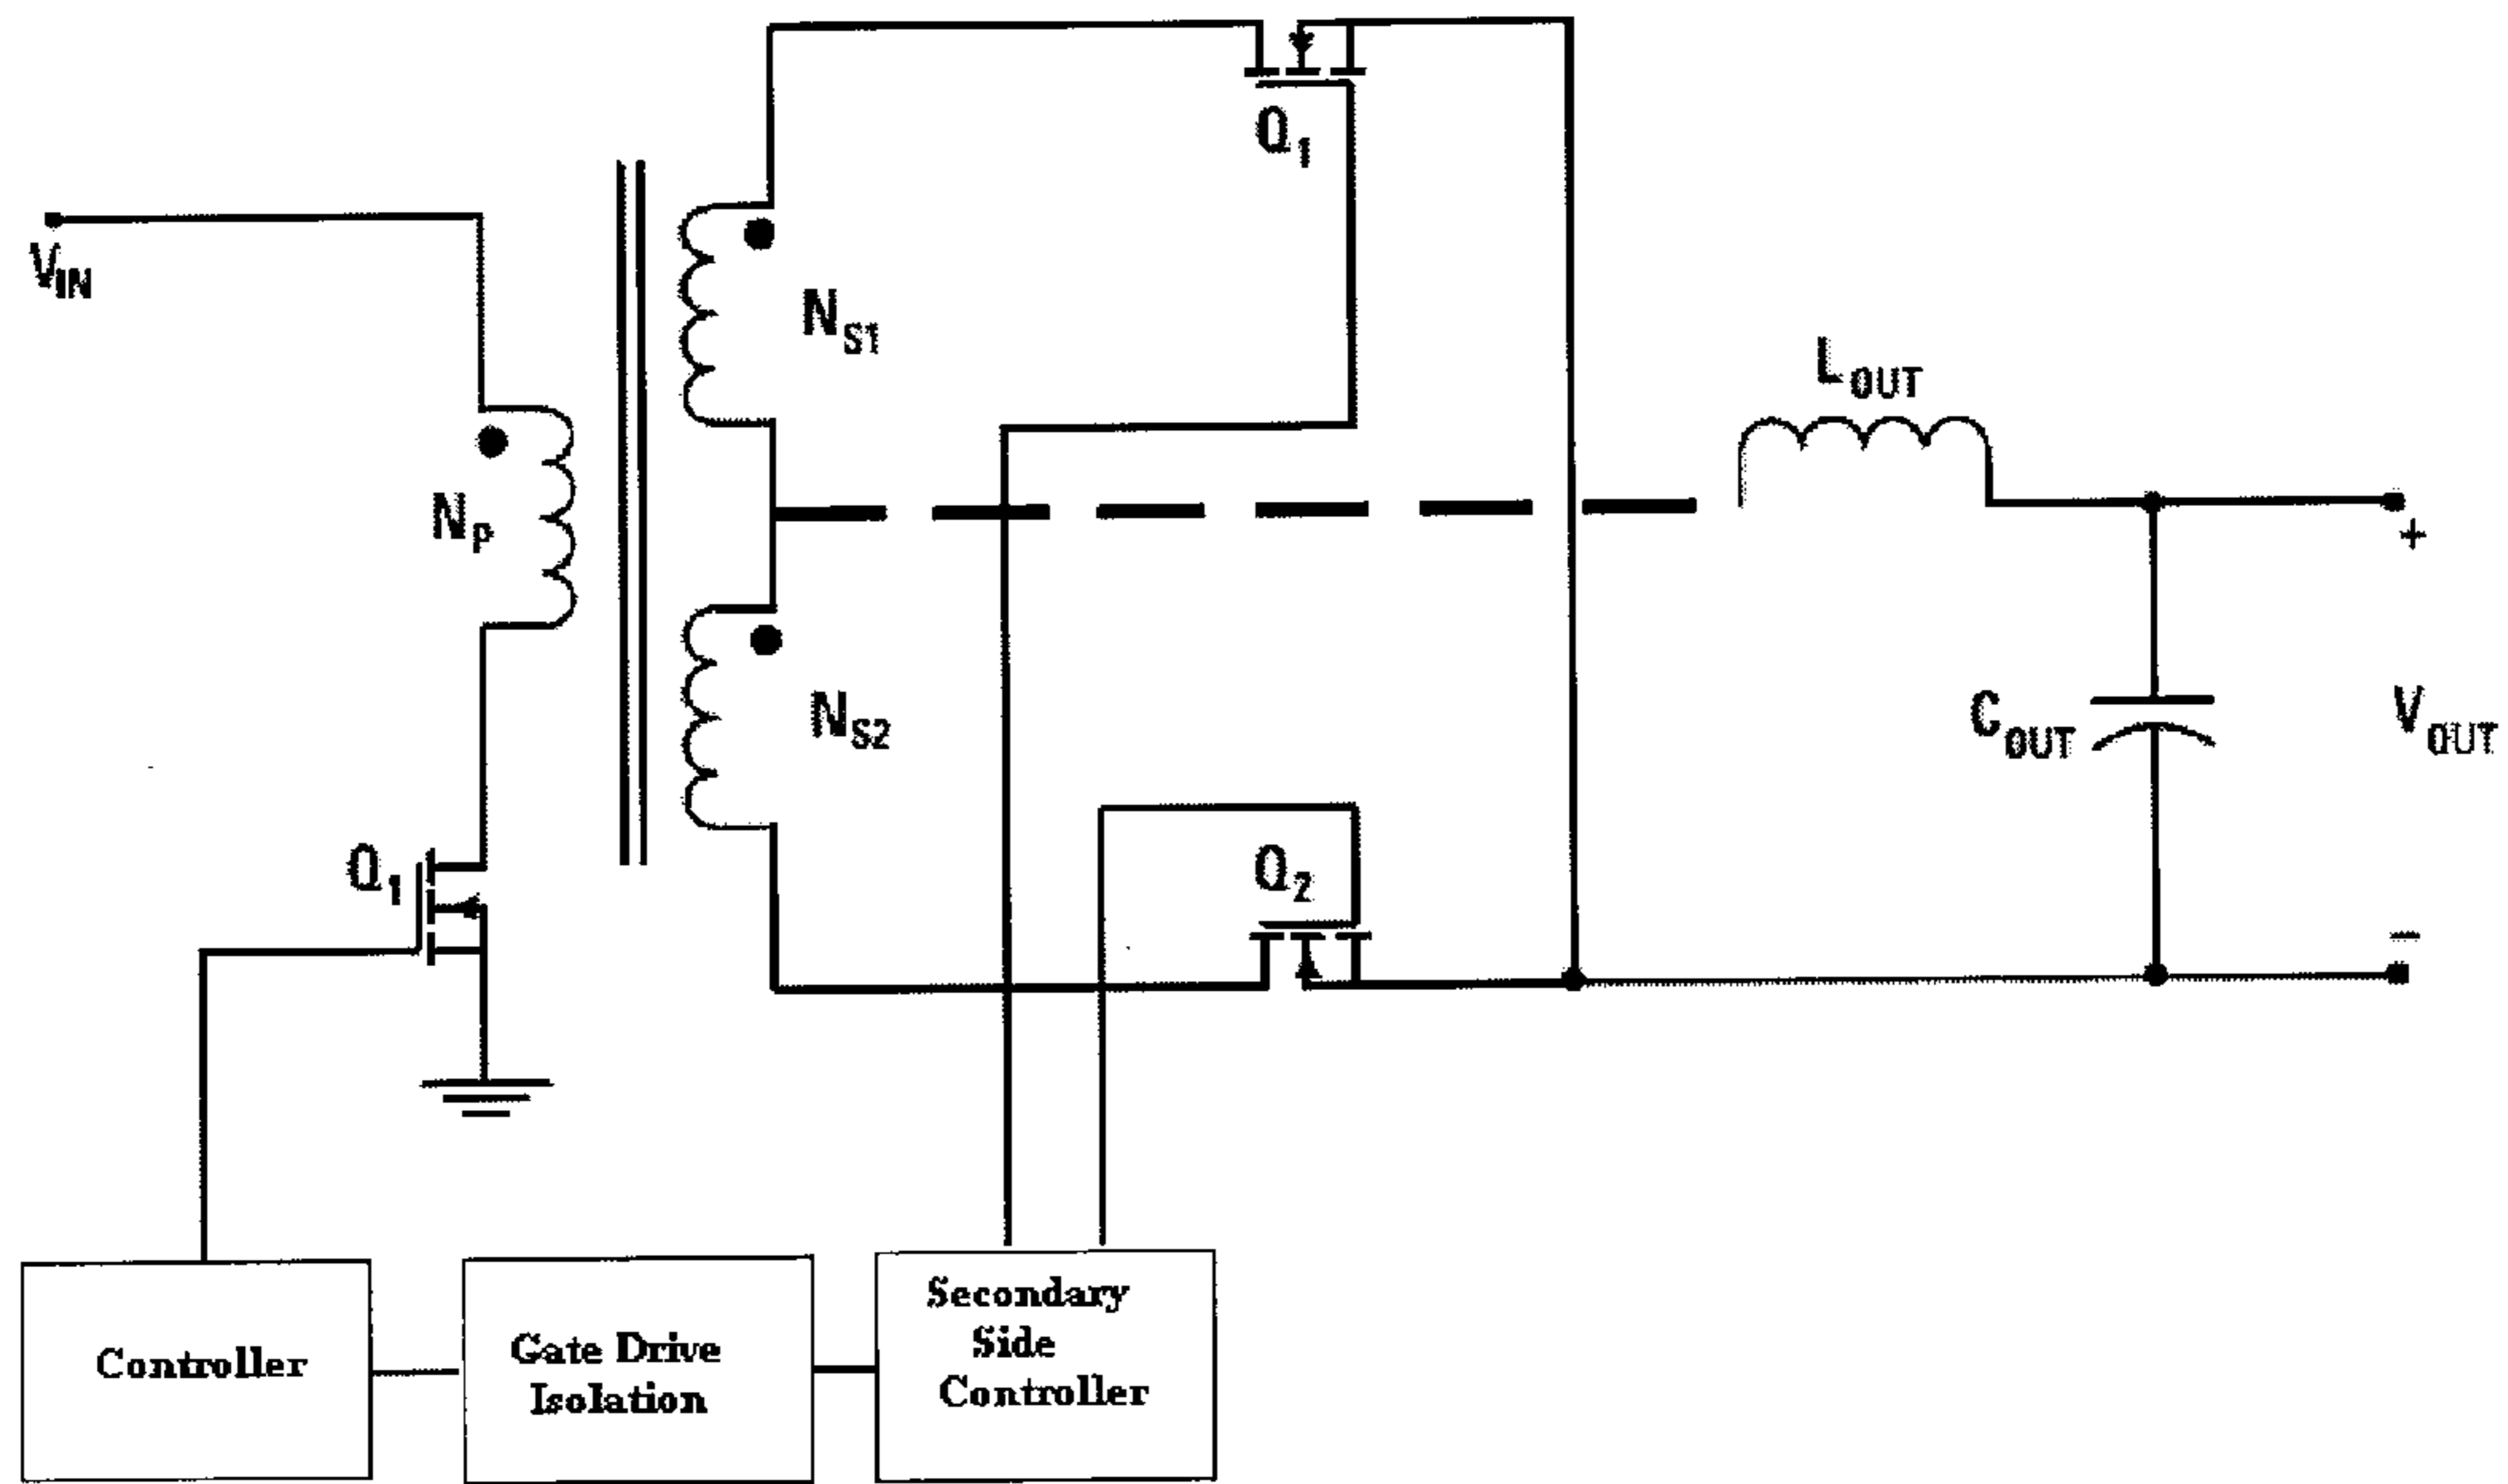 Q1
VIN
NS1
LOUT
NP
+
NS2
COUT
VOUT
Q1
Q2
−
Controller
Gate Drive
Isolation
Secondary
Side
Controller